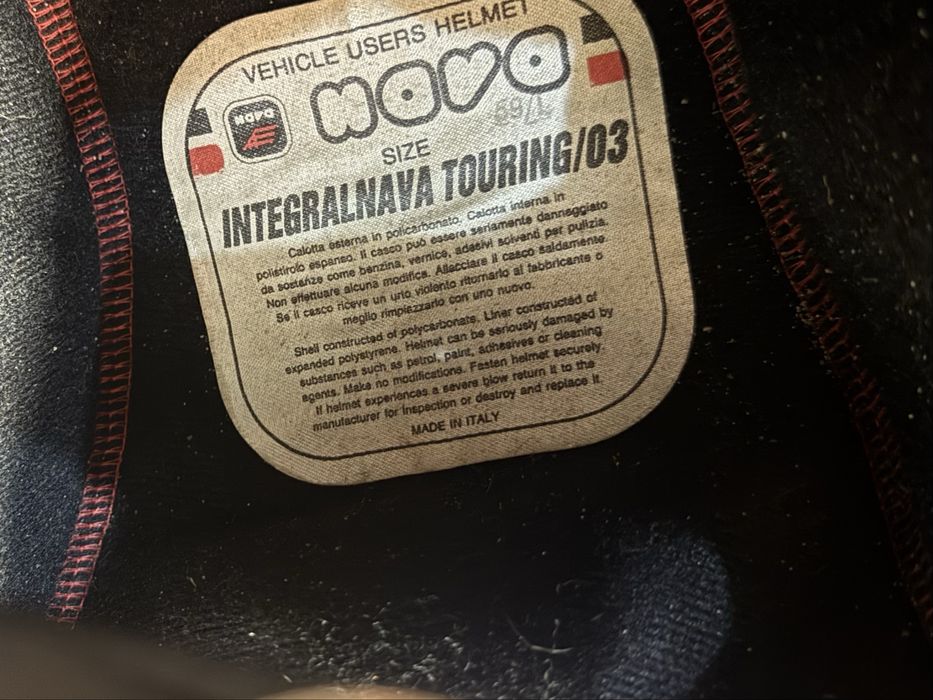 VEHICLE USERS HELMET
NAVA
NAVA
SIZE
INTEGRALNAVA TOURING/03
Calotta esterna in policarbonato. Calotta interna in
polistirolo espanso. Il casco può essere seriamente danneggiato
da sostanze come benzina, vernice, adesivi solventi per pulizia.
Non effettuare alcuna modifica. Allacciare il casco saldamente.
Se il casco riceve un urto violento ritornarlo al fabbricante o
meglio rimpiazzarlo con uno nuovo.
Shell constructed of polycarbonate. Liner constructed of
expanded polystyrene. Helmet can be seriously damaged by
substances such as petrol, paint, adhesives or cleaning
agents. Make no modifications. Fasten helmet securely.
If helmet experiences a severe blow return it to the
manufacturer for inspection or destroy and replace it.
MADE IN ITALY